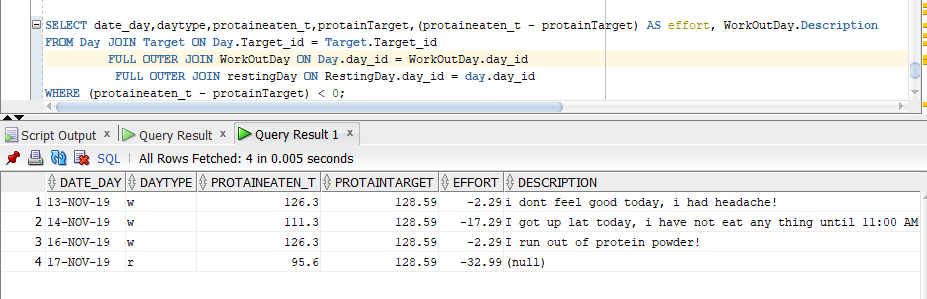 SELECT date_day,daytype,protaineaten_t,protainTarget,(protaineaten_t - protainTarget) AS effort, WorkOutDay.Description
FROM Day JOIN Target ON Day.Target_id = Target.Target_id
FULL OUTER JOIN WorkOutDay ON Day.day_id = WorkOutDay.day_id
FULL OUTER JOIN restingDay ON RestingDay.day_id = day.day_id
WHERE (protaineaten_t - protainTarget) < 0;
Script Output x Query Result x Query Result 1 x
SQL | All Rows Fetched: 4 in 0.005 seconds
DATE_DAY DAYTYPE PROTAINEATEN_T PROTAINTARGET EFFORT DESCRIPTION
1 13-NOV-19 w 126.3 128.59 -2.29 i dont feel good today, i had headache!
2 14-NOV-19 w 111.3 128.59 -17.29 I got up lat today, i have not eat any thing until 11:00 AM
3 16-NOV-19 w 126.3 128.59 -2.29 I run out of protein powder!
4 17-NOV-19 r 95.6 128.59 -32.99 (null)